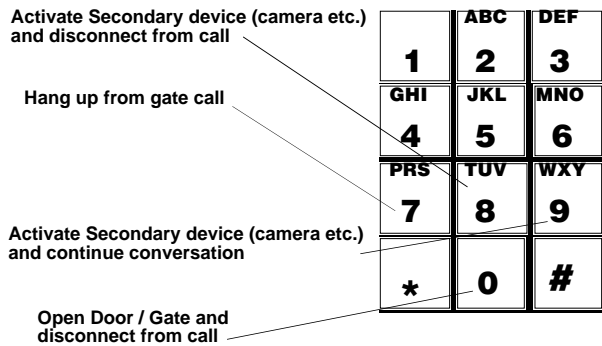 Activate Secondary device (camera etc.)
and disconnect from call
Hang up from gate call
Activate Secondary device (camera etc.)
and continue conversation
Open Door / Gate and
disconnect from call
ABC DEF
1 2 3
GHI JKL MNO
4 5 6
PRS TUV WXY
7 8 9
* 0 #